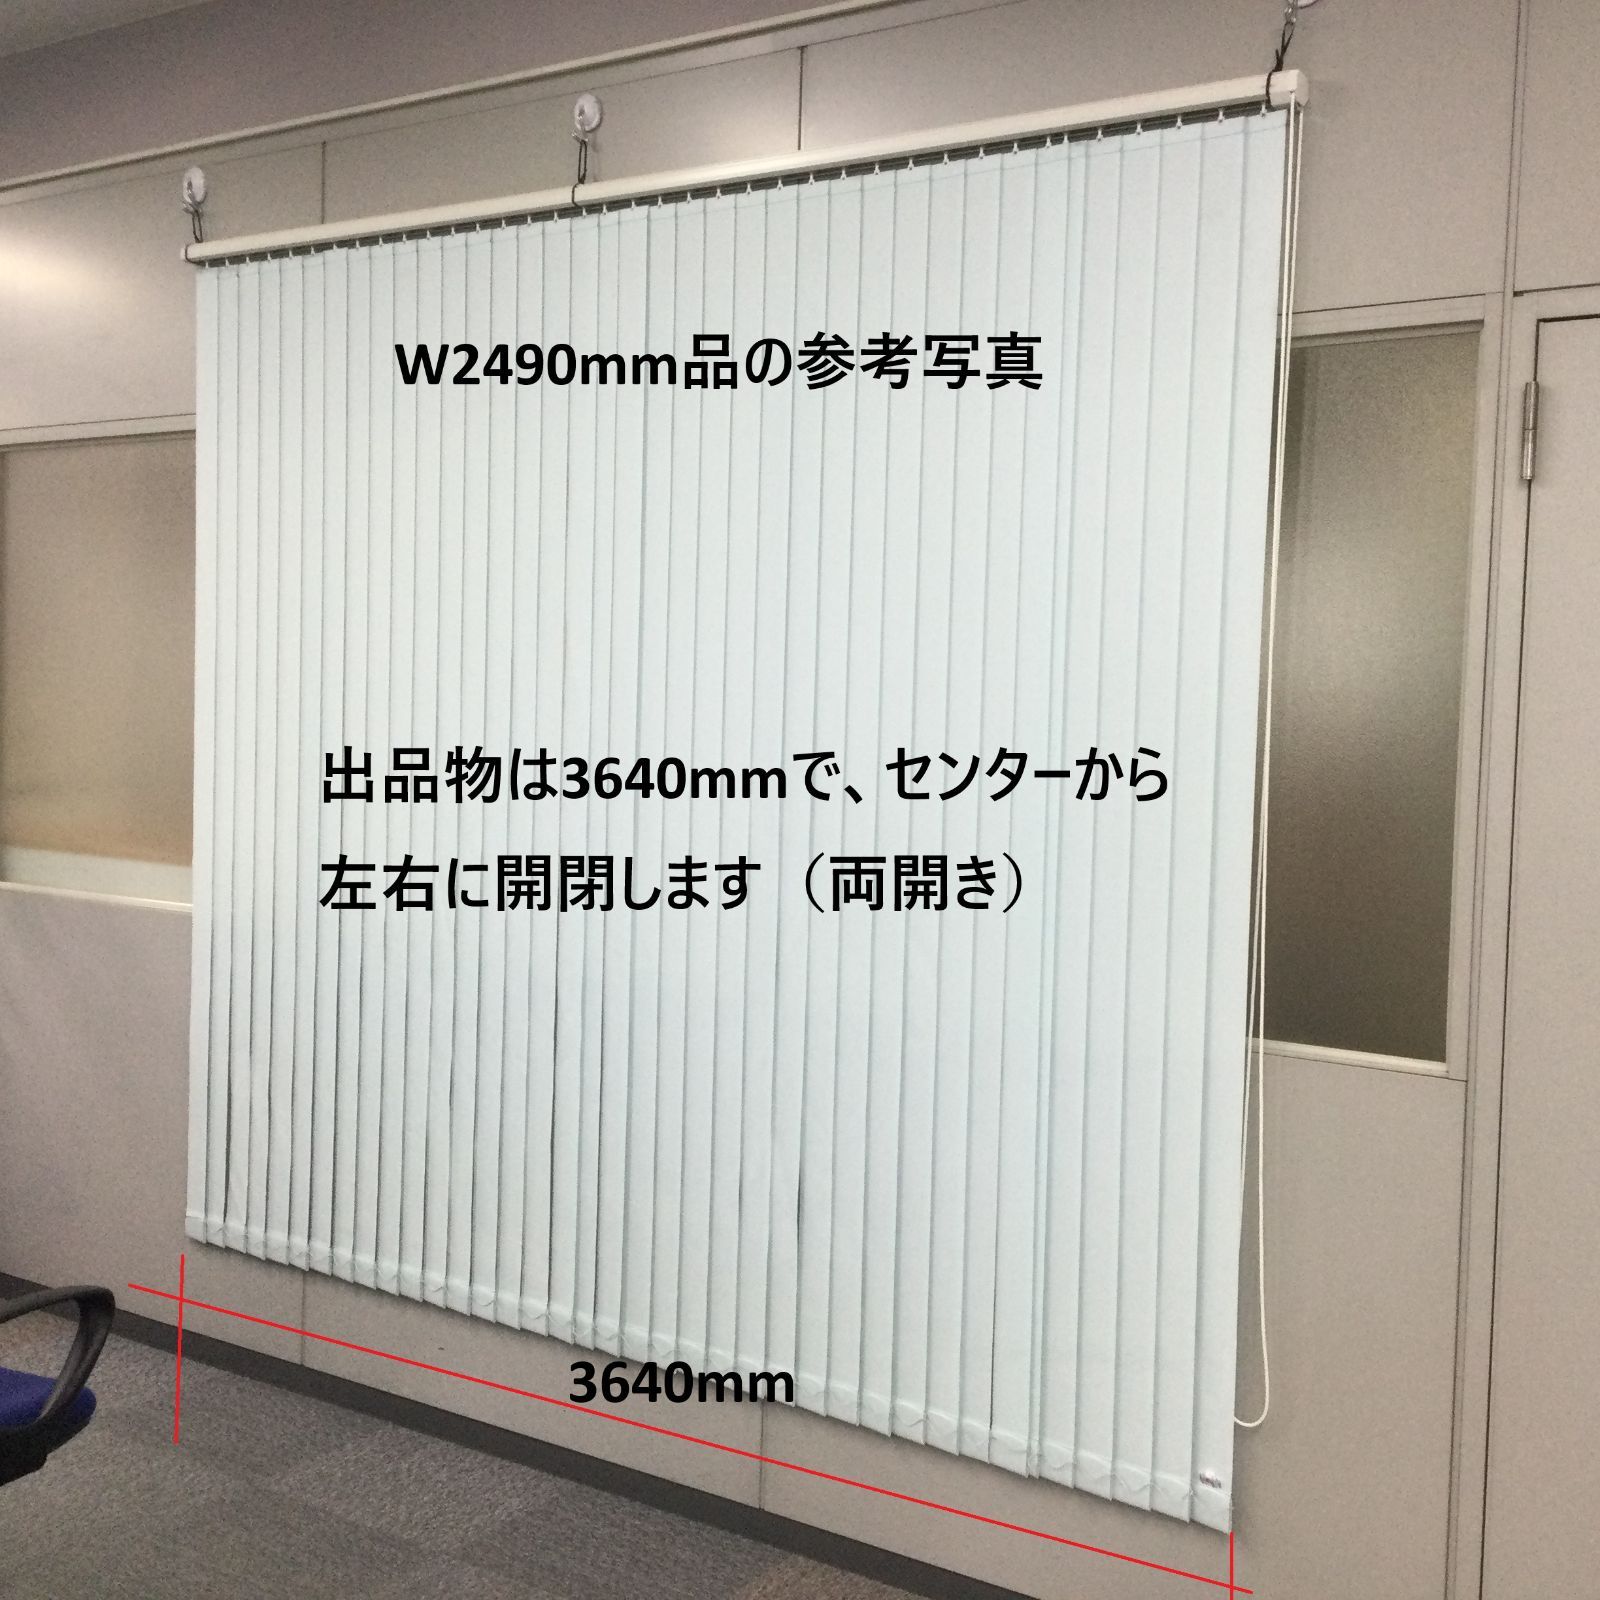 W2490mm品の参考写真
出品物は3640mmで、センターから
左右に開閉します（両開き）
3640mm